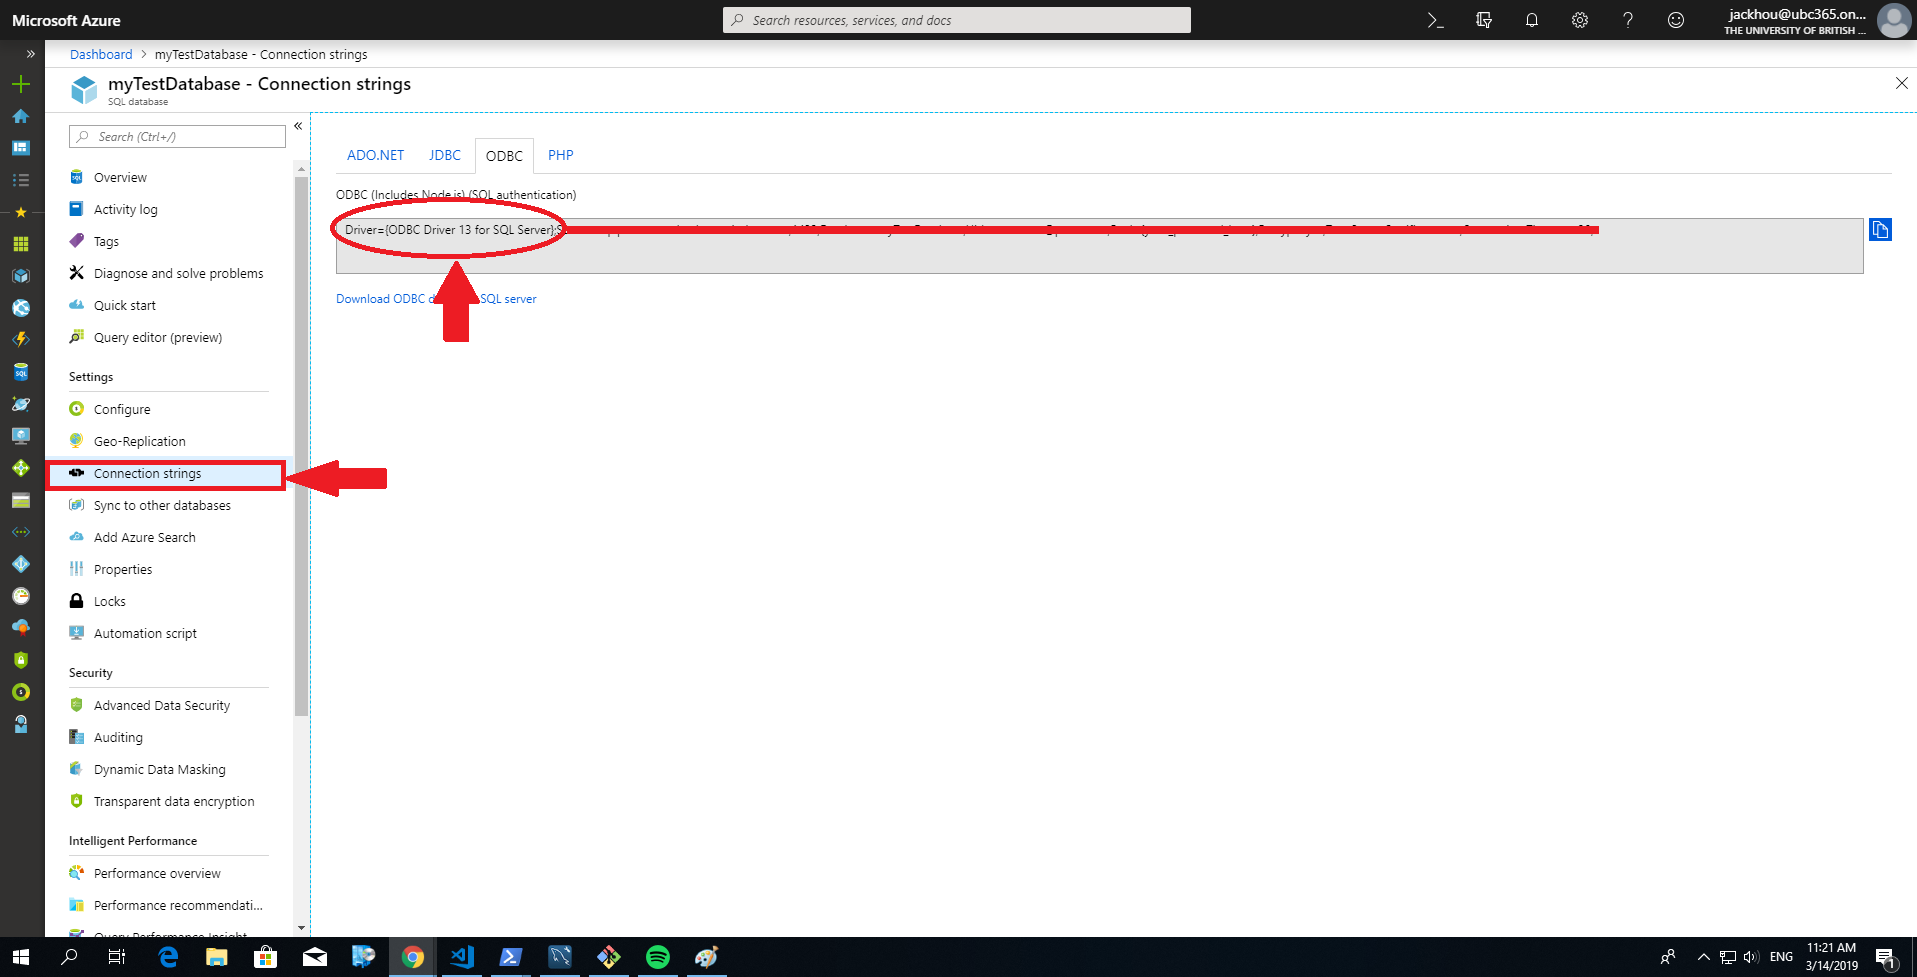 Microsoft Azure
Search resources, services, and docs
jackhou@ubc365.on...
THE UNIVERSITY OF BRITISH ...
Dashboard > myTestDatabase - Connection strings
myTestDatabase - Connection strings
SQL database
Search (Ctrl+/)
Overview
Activity log
Tags
Diagnose and solve problems
Quick start
Query editor (preview)
Settings
Configure
Geo-Replication
Connection strings
Sync to other databases
Add Azure Search
Properties
Locks
Automation script
Security
Advanced Data Security
Auditing
Dynamic Data Masking
Transparent data encryption
Intelligent Performance
Performance overview
Performance recommendati...
Query Performance Insight
ADO.NET
JDBC
ODBC
PHP
ODBC (Includes Node.js) (SQL authentication)
Driver={ODBC Driver 13 for SQL Server};
Download ODBC SQL server
ENG
11:21 AM
3/14/2019
1